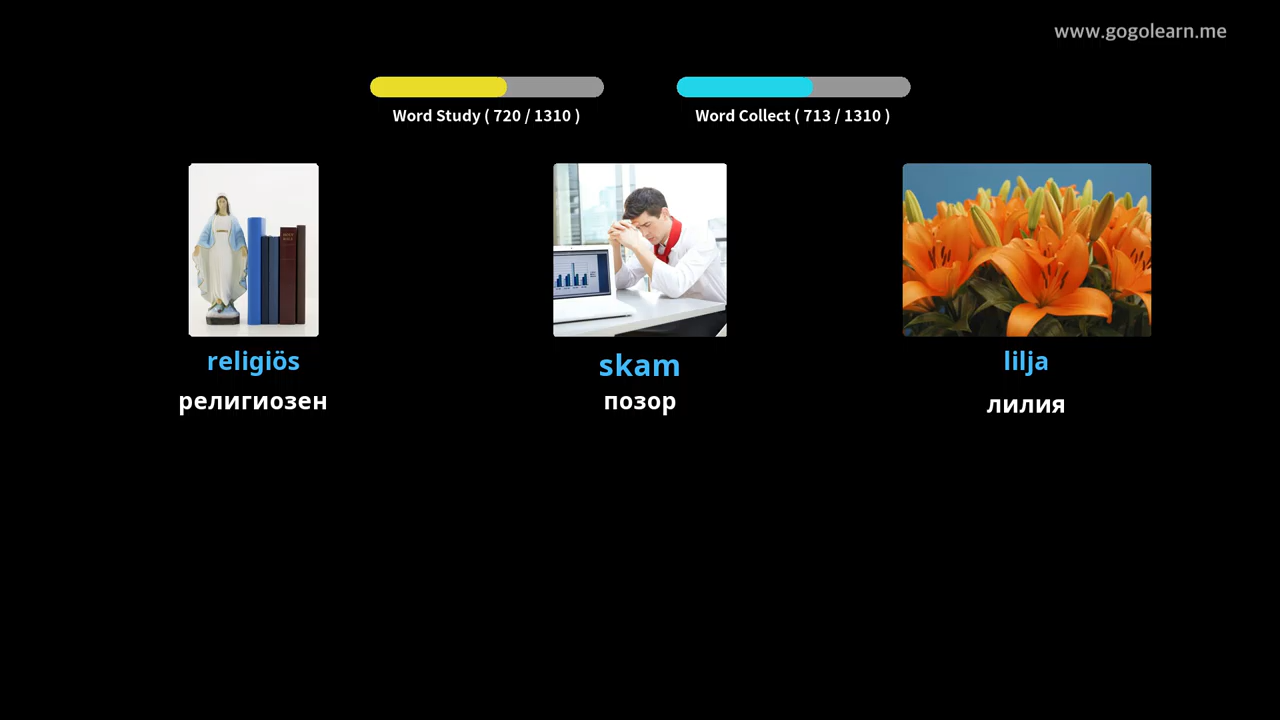 www.gogolearn.me
Word Study ( 720 / 1310 )
Word Collect ( 713 / 1310 )
religiös
skam
lilja
религиозен
позор
лилия